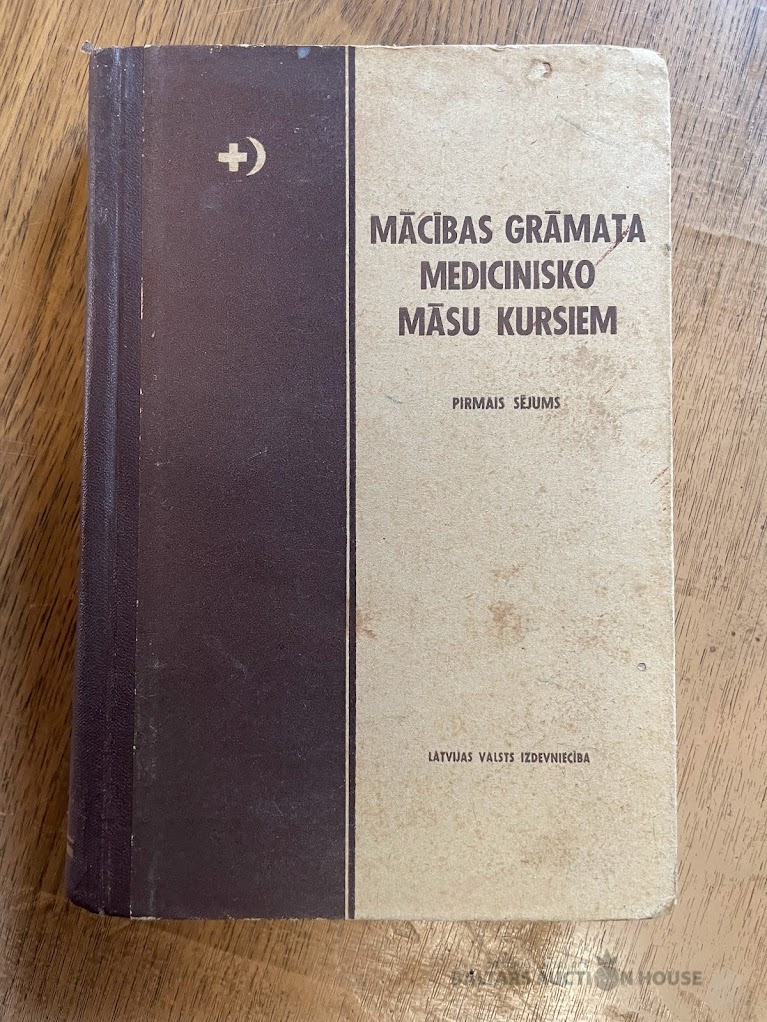 MĀCĪBAS GRĀMATA
MEDICINISKO
MĀSU KURSIEM
PIRMAIS SĒJUMS
LATVIJAS VALSTS IZDEVNIECĪBA
BALTARS AUCTION HOUSE